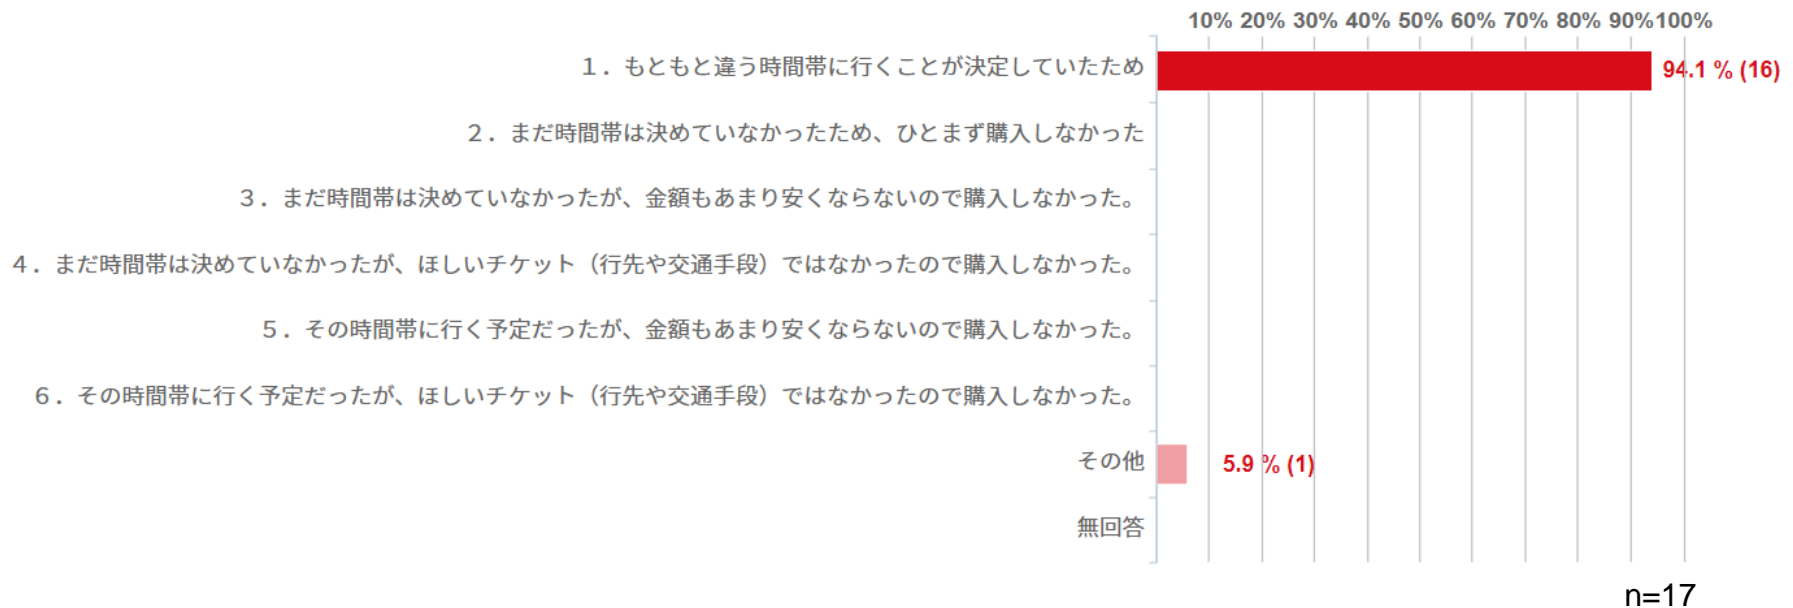 10% 20% 30% 40% 50% 60% 70% 80% 90%100%
１．もともと違う時間帯に行くことが決定していたため
94.1 % (16)
２．まだ時間帯は決めていなかったため、ひとまず購入しなかった
３．まだ時間帯は決めていなかったが、金額もあまり安くならないので購入しなかった。
４．まだ時間帯は決めていなかったが、ほしいチケット（行先や交通手段）ではなかったので購入しなかった。
５．その時間帯に行く予定だったが、金額もあまり安くならないので購入しなかった。
６．その時間帯に行く予定だったが、ほしいチケット（行先や交通手段）ではなかったので購入しなかった。
その他
5.9 % (1)
無回答
n=17